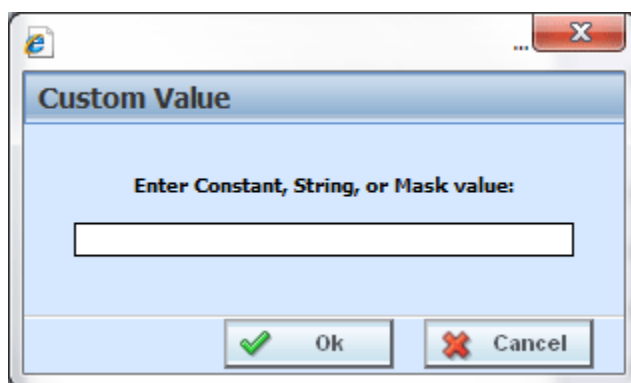 ...
Custom Value
Enter Constant, String, or Mask value:
Ok
Cancel